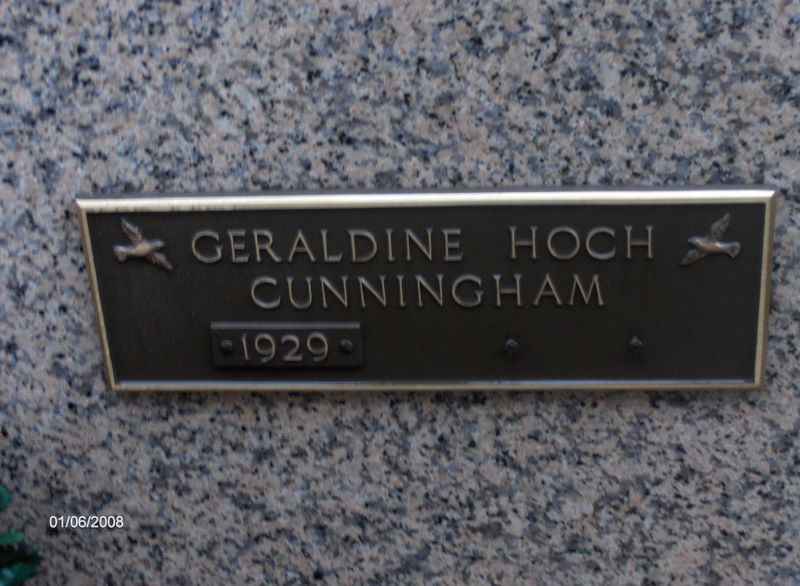 GERALDINE HOCH
CUNNINGHAM
1929
01/06/2008